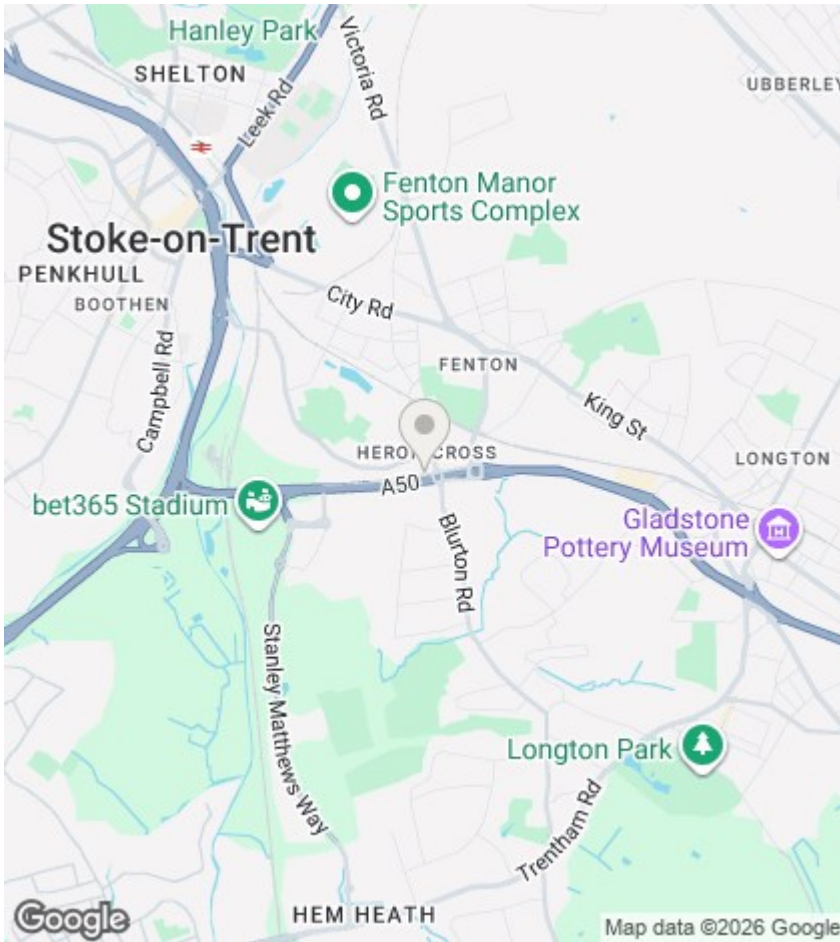 Hanley Park
SHELTON
Leek Rd
Victoria Rd
UBBERLEY
Fenton Manor
Sports Complex
Stoke-on-Trent
PENKHULL
BOOTHEN
City Rd
Campbell Rd
FENTON
King St
HERON CROSS
LONGTON
A50
bet365 Stadium
Gladstone
Pottery Museum
Blurton Rd
Stanley Matthews Way
Longton Park
Trentham Rd
HEM HEATH
Google
Map data ©2026 Google